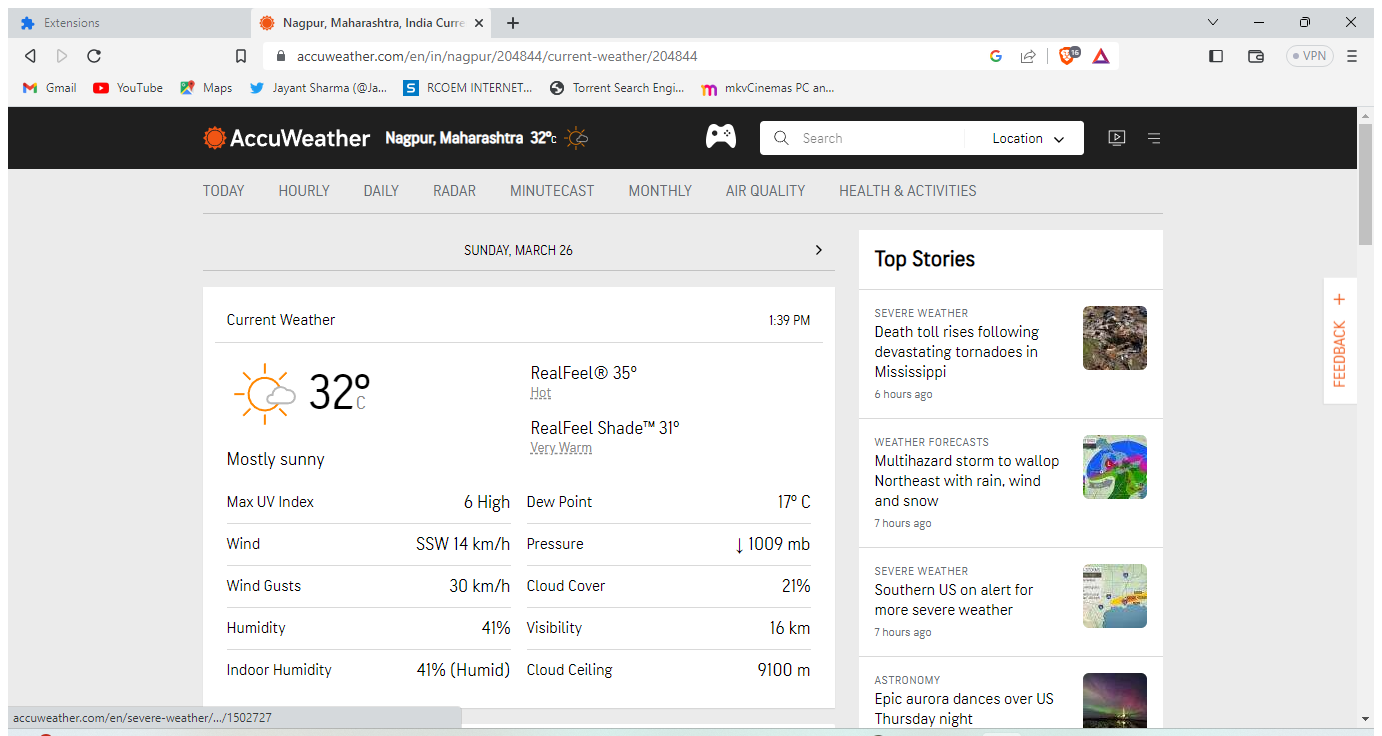 Extensions
Nagpur, Maharashtra, India Curre
accuweather.com/en/in/nagpur/204844/current-weather/204844
16
VPN
Gmail
YouTube
Maps
Jayant Sharma (@Ja...
S
RCOEM INTERNET...
Torrent Search Engi...
m
mkvCinemas PC an...
AccuWeather
Nagpur, Maharashtra 32°C
Search
Location
TODAY
HOURLY
DAILY
RADAR
MINUTECAST
MONTHLY
AIR QUALITY
HEALTH & ACTIVITIES
SUNDAY, MARCH 26
Current Weather
1:39 PM
32°C
RealFeel® 35°
Hot
RealFeel Shade™ 31°
Very Warm
Mostly sunny
Max UV Index 6 High
Dew Point 17° C
Wind SSW 14 km/h
Pressure ↓ 1009 mb
Wind Gusts 30 km/h
Cloud Cover 21%
Humidity 41%
Visibility 16 km
Indoor Humidity 41% (Humid)
Cloud Ceiling 9100 m
Top Stories
SEVERE WEATHER
Death toll rises following
devastating tornadoes in
Mississippi
6 hours ago
WEATHER FORECASTS
Multihazard storm to wallop
Northeast with rain, wind
and snow
7 hours ago
SEVERE WEATHER
Southern US on alert for
more severe weather
7 hours ago
ASTRONOMY
Epic aurora dances over US
Thursday night
FEEDBACK +
accuweather.com/en/severe-weather/.../1502727